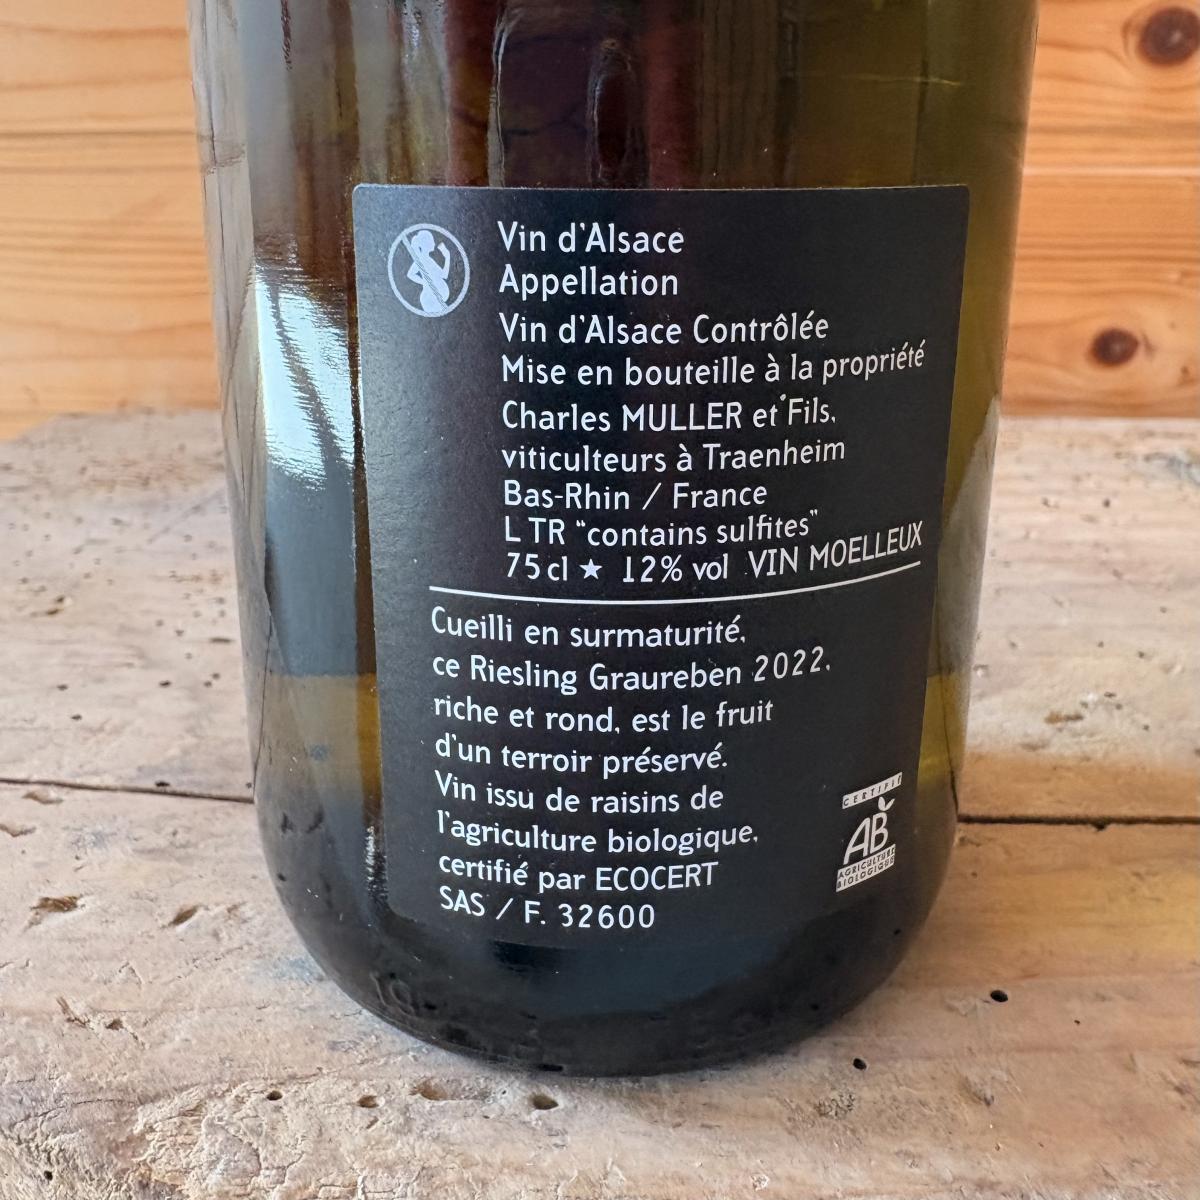 Vin d'Alsace
Appellation
Vin d'Alsace Contrôlée
Mise en bouteille à la propriété
Charles MULLER et Fils,
viticulteurs à Traenheim
Bas-Rhin / France
L TR "contains sulfites"
75 cl ★ 12% vol VIN MOELLEUX
Cueilli en surmaturité,
ce Riesling Graureben 2022,
riche et rond, est le fruit
d'un terroir préservé.
Vin issu de raisins de
l'agriculture biologique,
certifié par ECOCERT
SAS / F. 32600
CERTIFIÉ
AB
AGRICULTURE
BIOLOGIQUE